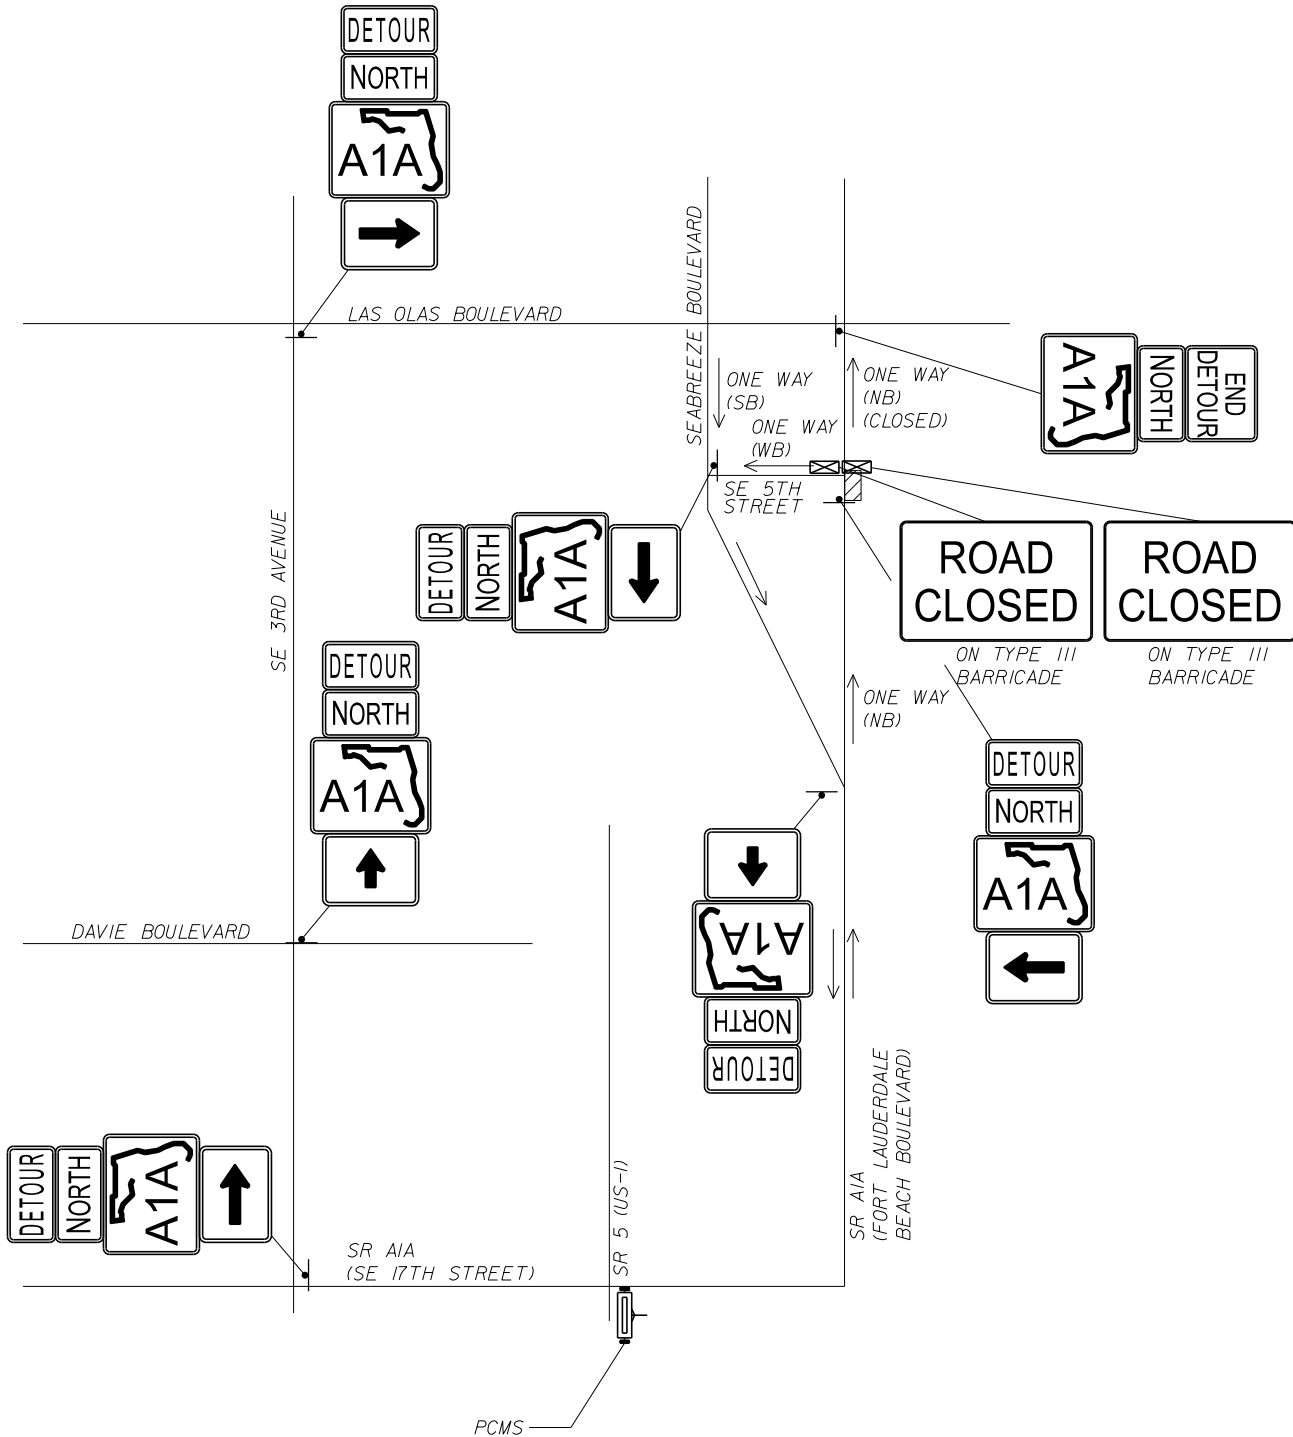 DETOUR
NORTH
A1A
LAS OLAS BOULEVARD
SEABREEZE BOULEVARD
ONE WAY
(SB)
ONE WAY
(NB)
(CLOSED)
ONE WAY
(WB)
END
DETOUR
NORTH
A1A
SE 5TH
STREET
SE 3RD AVENUE
DETOUR
NORTH
A1A
ROAD
CLOSED
ON TYPE III
BARRICADE
ROAD
CLOSED
ON TYPE III
BARRICADE
DETOUR
NORTH
A1A
ONE WAY
(NB)
DETOUR
NORTH
A1A
DAVIE BOULEVARD
A1A
NORTH
DETOUR
DETOUR
NORTH
A1A
SR A1A
(SE 17TH STREET)
SR 5 (US-1)
SR A1A
(FORT LAUDERDALE
BEACH BOULEVARD)
PCMS